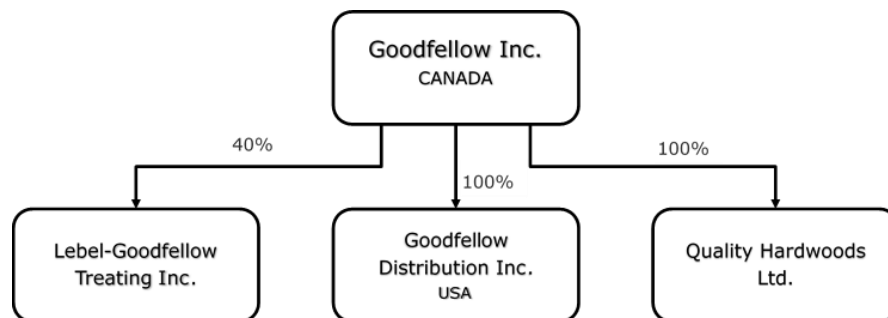 Goodfellow Inc.
CANADA
40%
100%
100%
Lebel-Goodfellow
Treating Inc.
Goodfellow
Distribution Inc.
USA
Quality Hardwoods
Ltd.